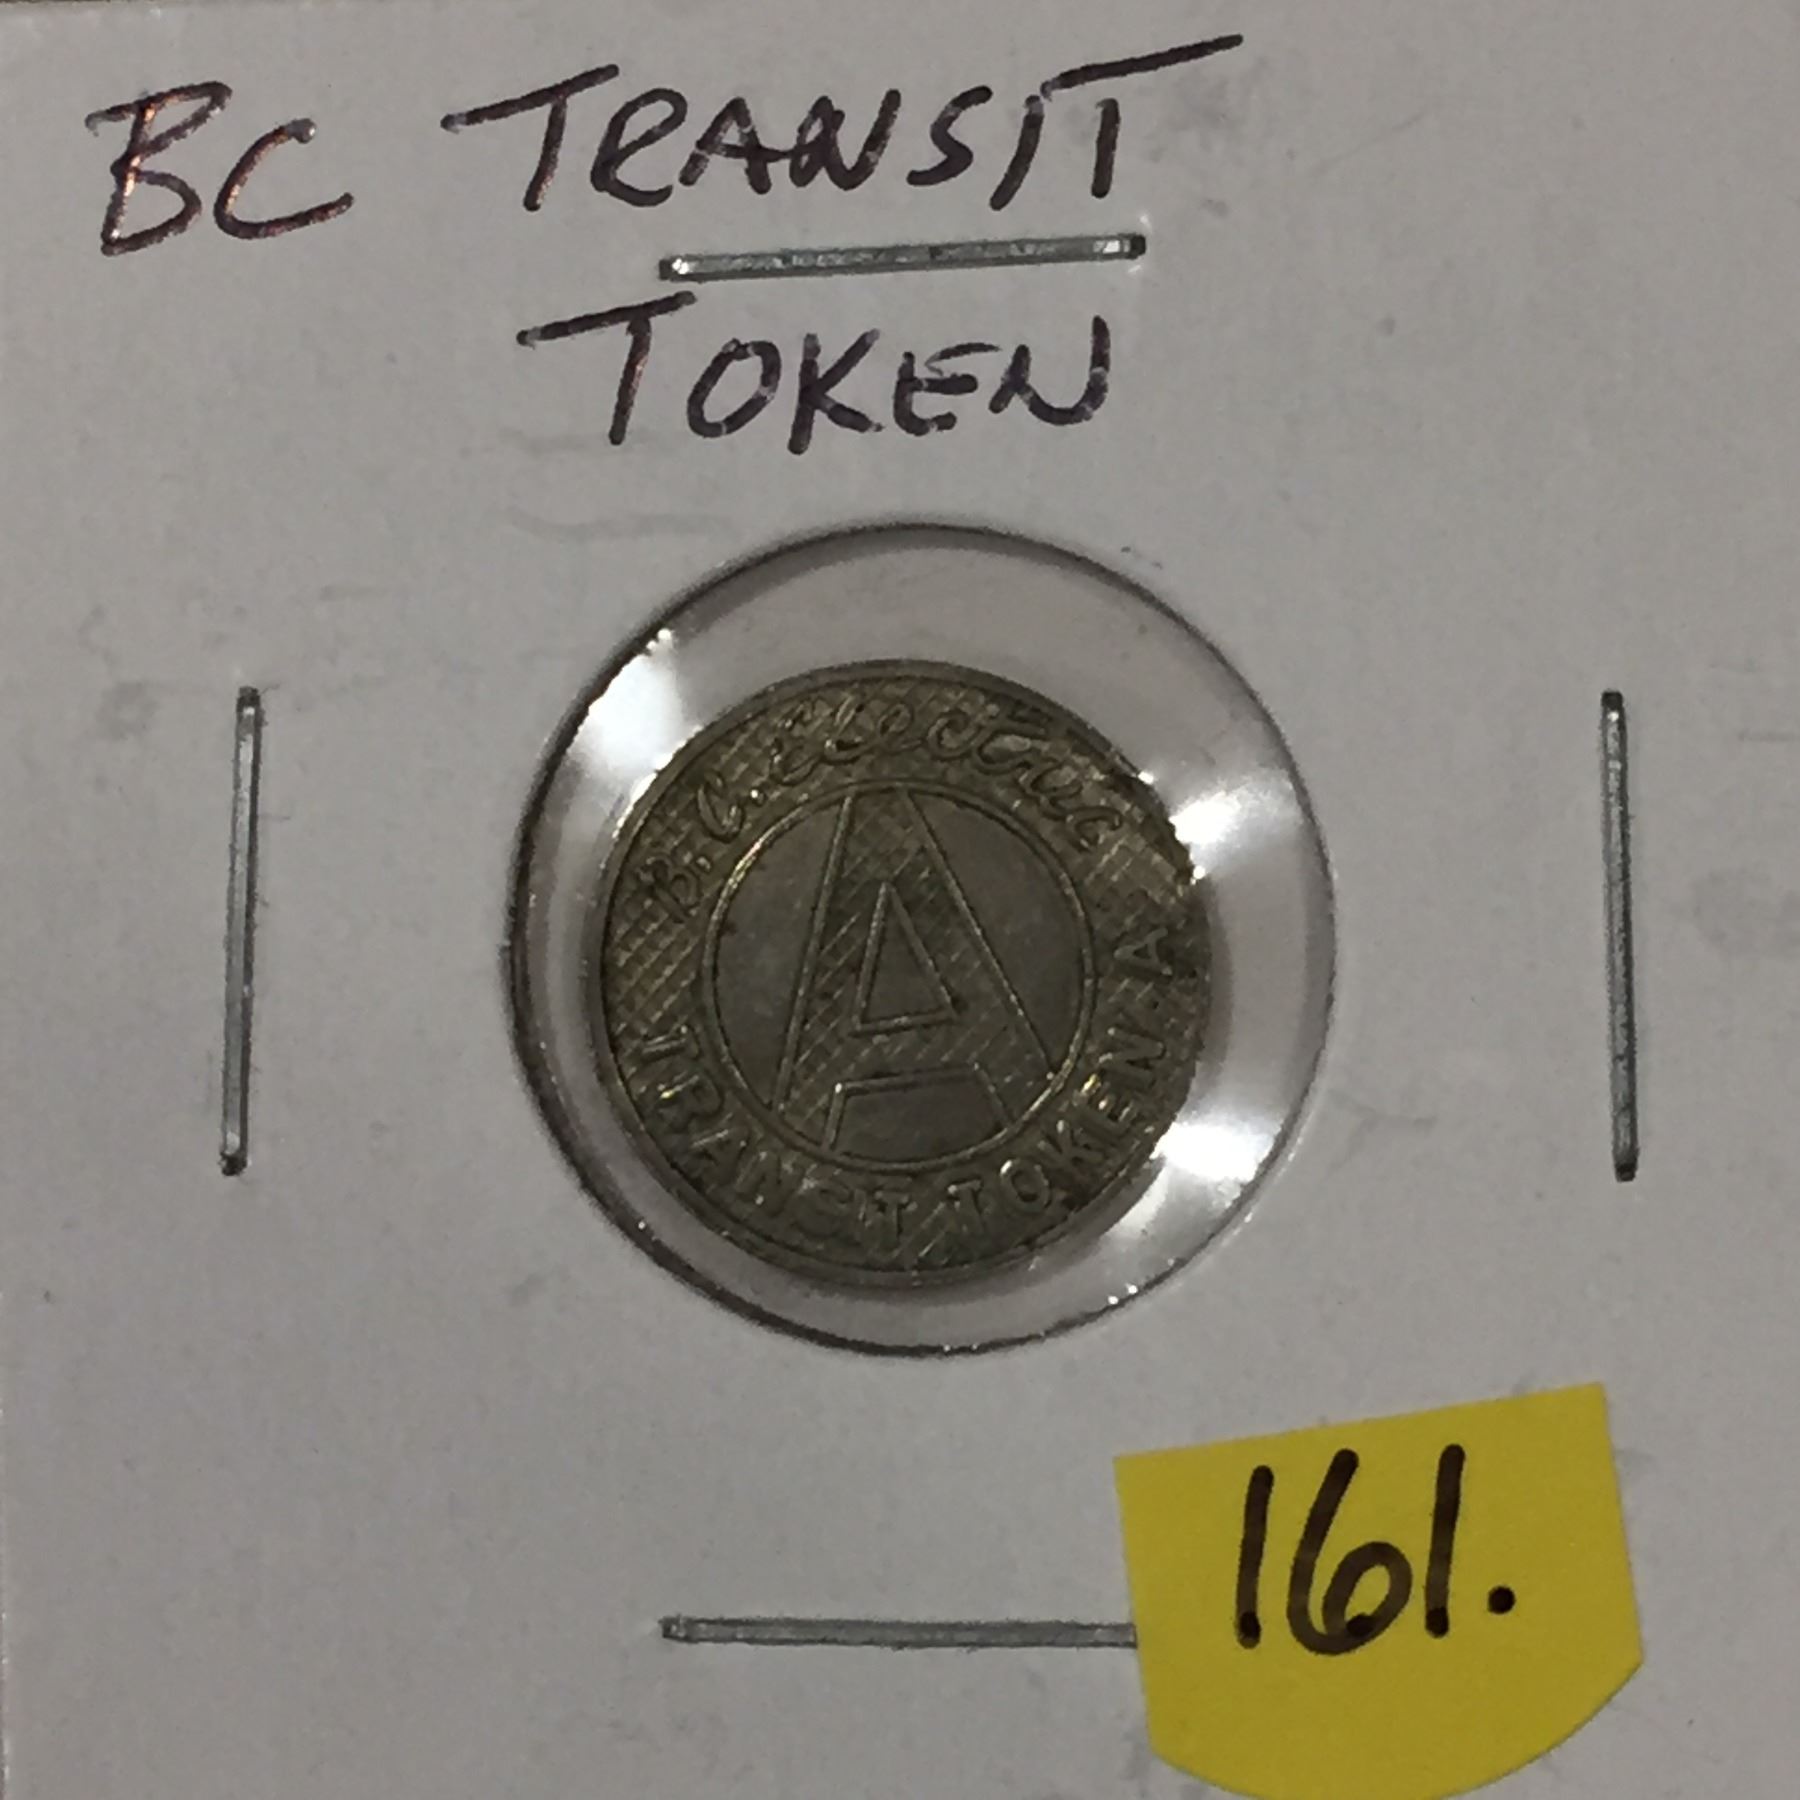 BC TRANSIT
TOKEN
B.C. Electric
A
TRANSIT TOKEN · A
161.